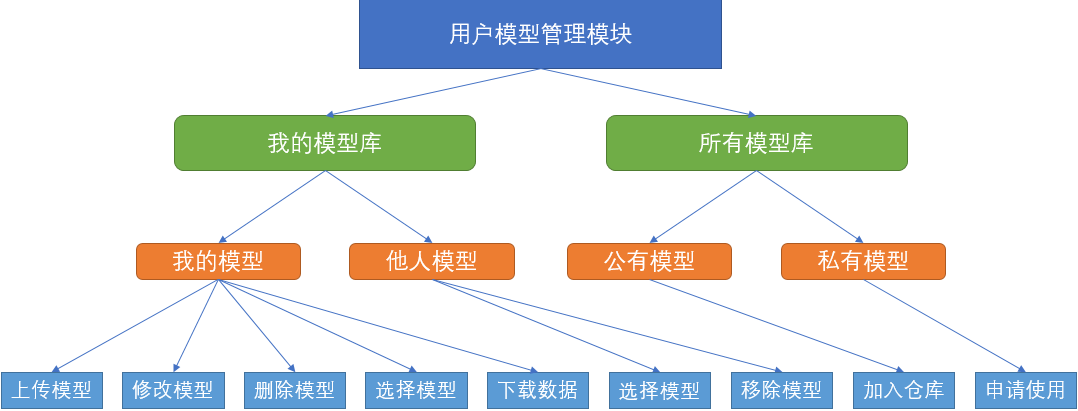 用户模型管理模块
我的模型库
所有模型库
我的模型
他人模型
公有模型
私有模型
上传模型
修改模型
删除模型
选择模型
下载数据
选择模型
移除模型
加入仓库
申请使用